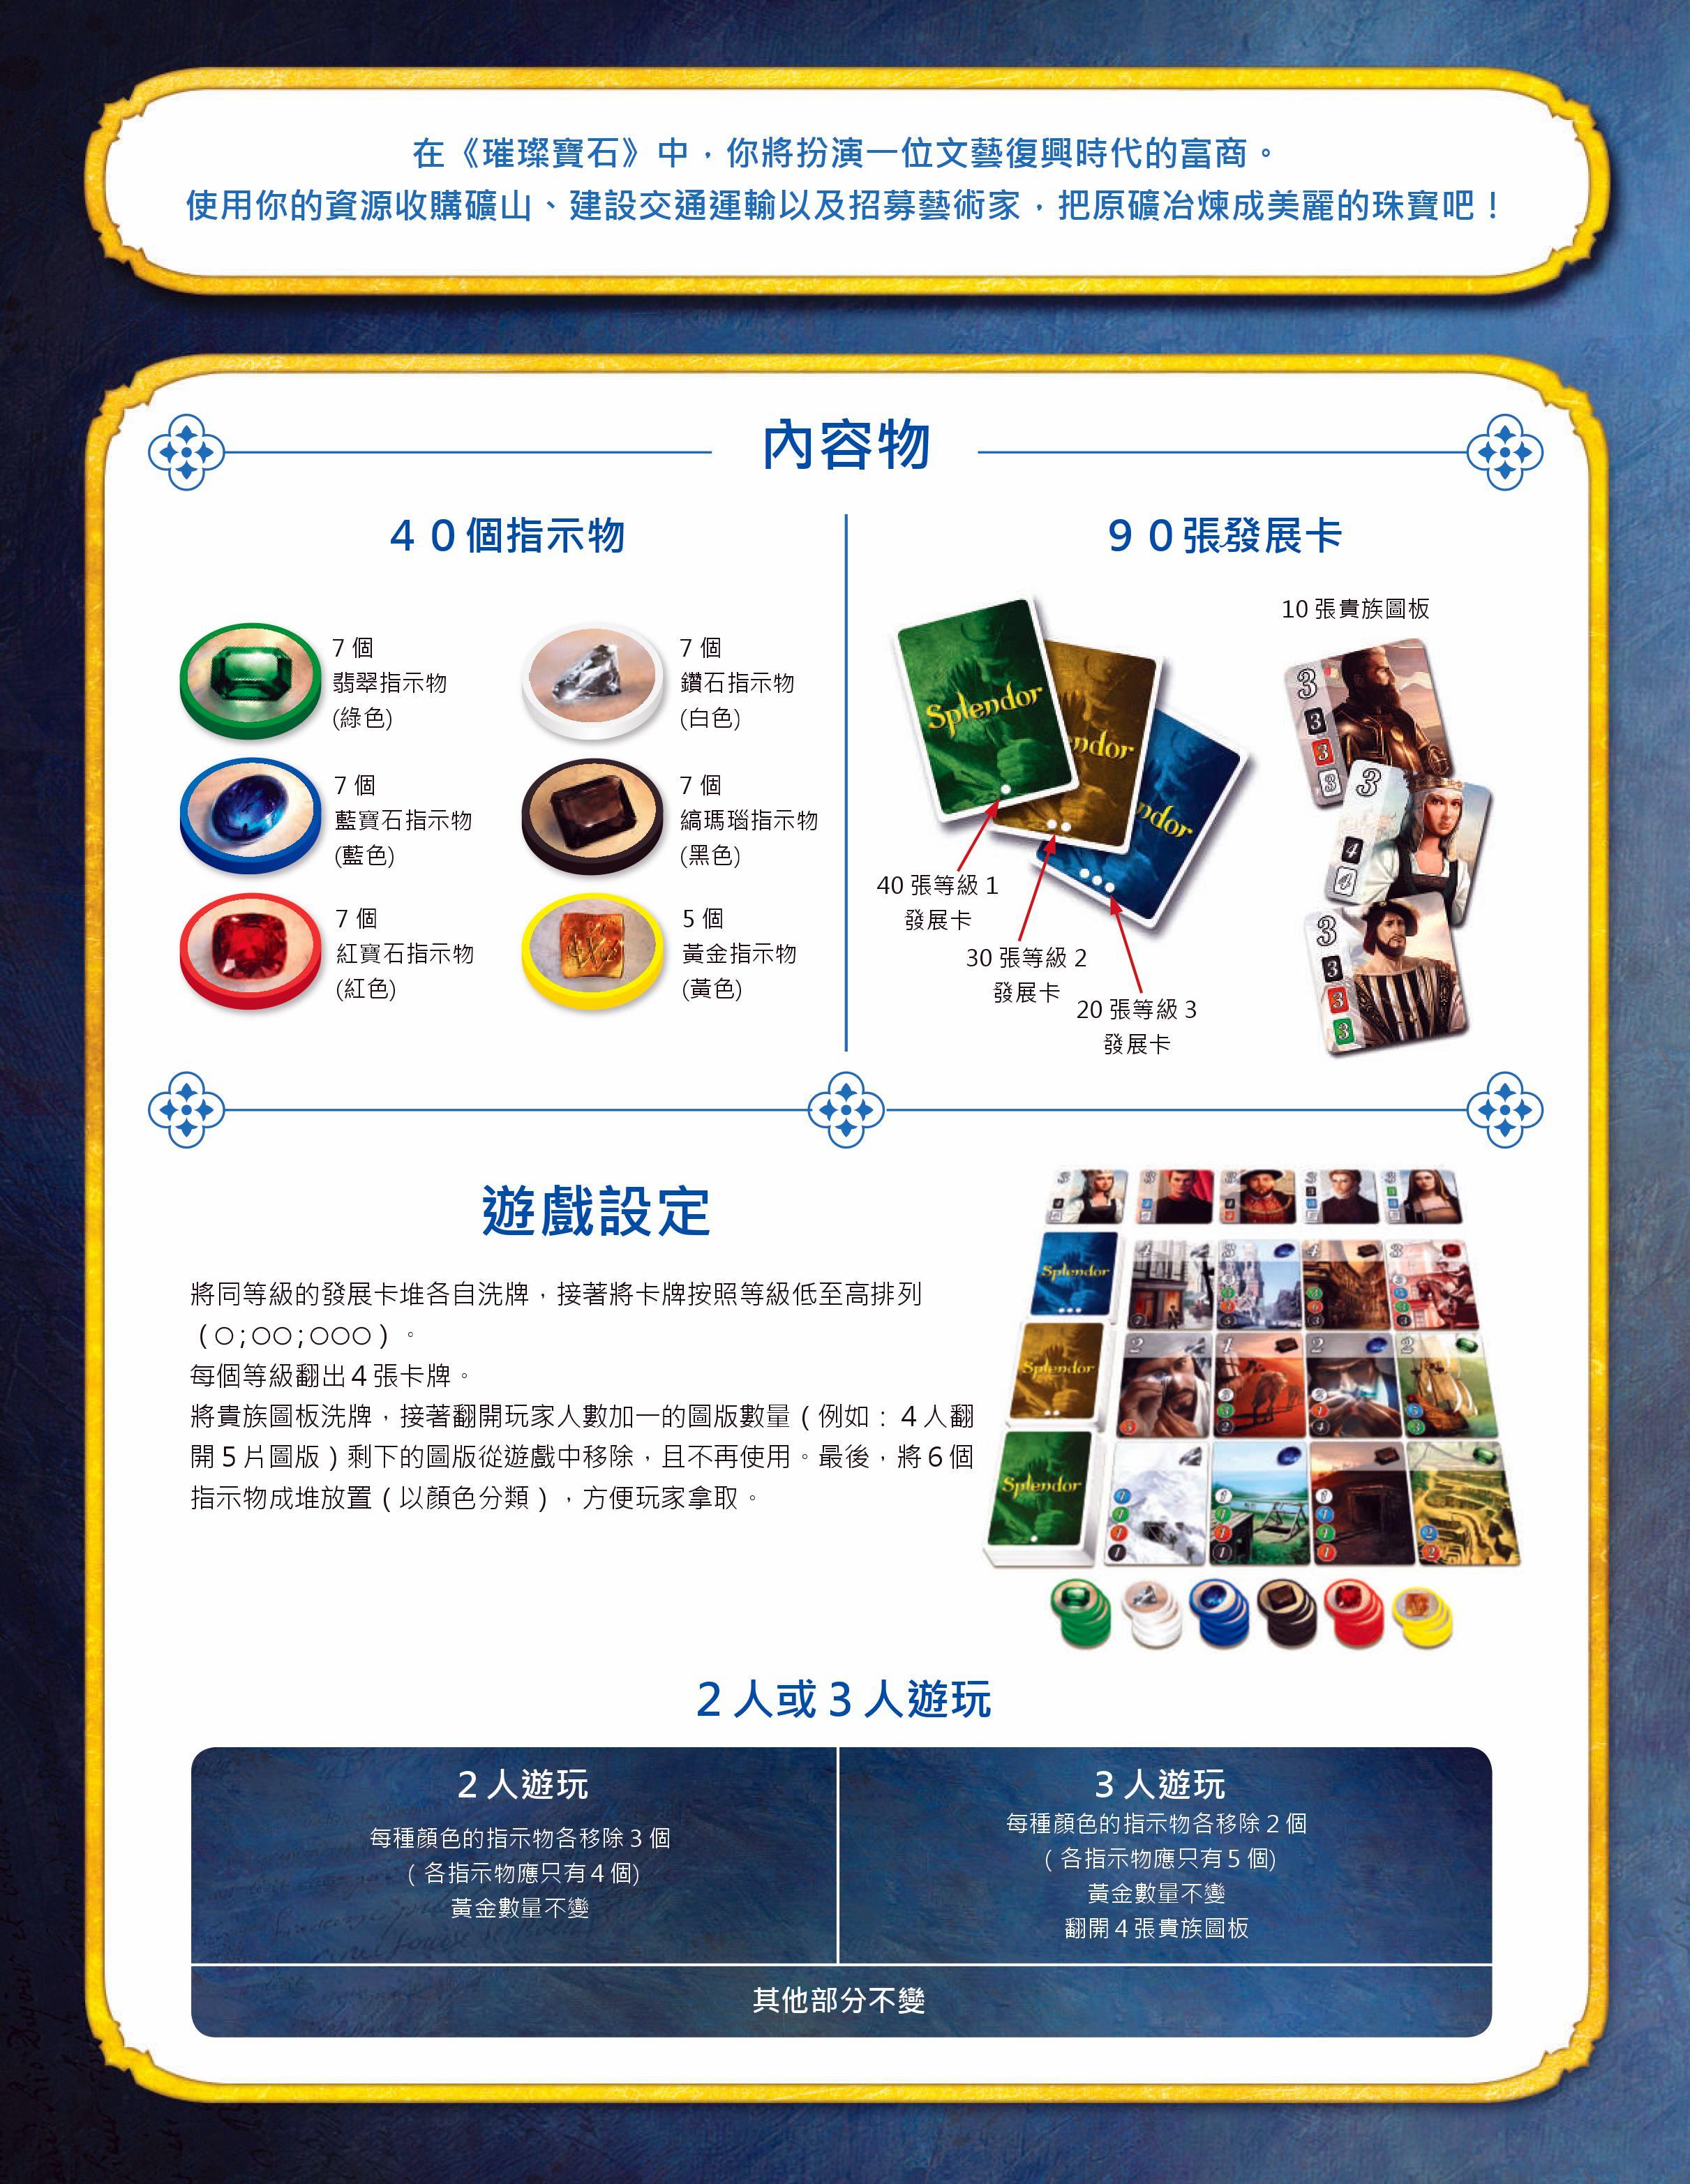 在《璀璨寶石》中，你將扮演一位文藝復興時代的富商。
使用你的資源收購礦山、建設交通運輸以及招募藝術家，把原礦冶煉成美麗的珠寶吧！
內容物
40個指示物
7 個
翡翠指示物
(綠色)
7 個
鑽石指示物
(白色)
7 個
藍寶石指示物
(藍色)
7 個
縞瑪瑙指示物
(黑色)
7 個
紅寶石指示物
(紅色)
5 個
黃金指示物
(黃色)
90張發展卡
Splendor
ndor
ndor
40 張等級 1
發展卡
30 張等級 2
發展卡
20 張等級 3
發展卡
10 張貴族圖板
3
3
3
3
3
4
4
3
3
3
3
遊戲設定
將同等級的發展卡堆各自洗牌，接著將卡牌按照等級低至高排列
（○;○○;○○○）。
每個等級翻出4張卡牌。
將貴族圖板洗牌，接著翻開玩家人數加一的圖版數量（例如：4人翻
開5片圖版）剩下的圖版從遊戲中移除，且不再使用。最後，將6個
指示物成堆放置（以顏色分類），方便玩家拿取。
Splendor
Splendor
Splendor
2人或3人遊玩
2人遊玩
每種顏色的指示物各移除3個
（各指示物應只有4個)
黃金數量不變
3人遊玩
每種顏色的指示物各移除2個
（各指示物應只有5個)
黃金數量不變
翻開4張貴族圖板
其他部分不變